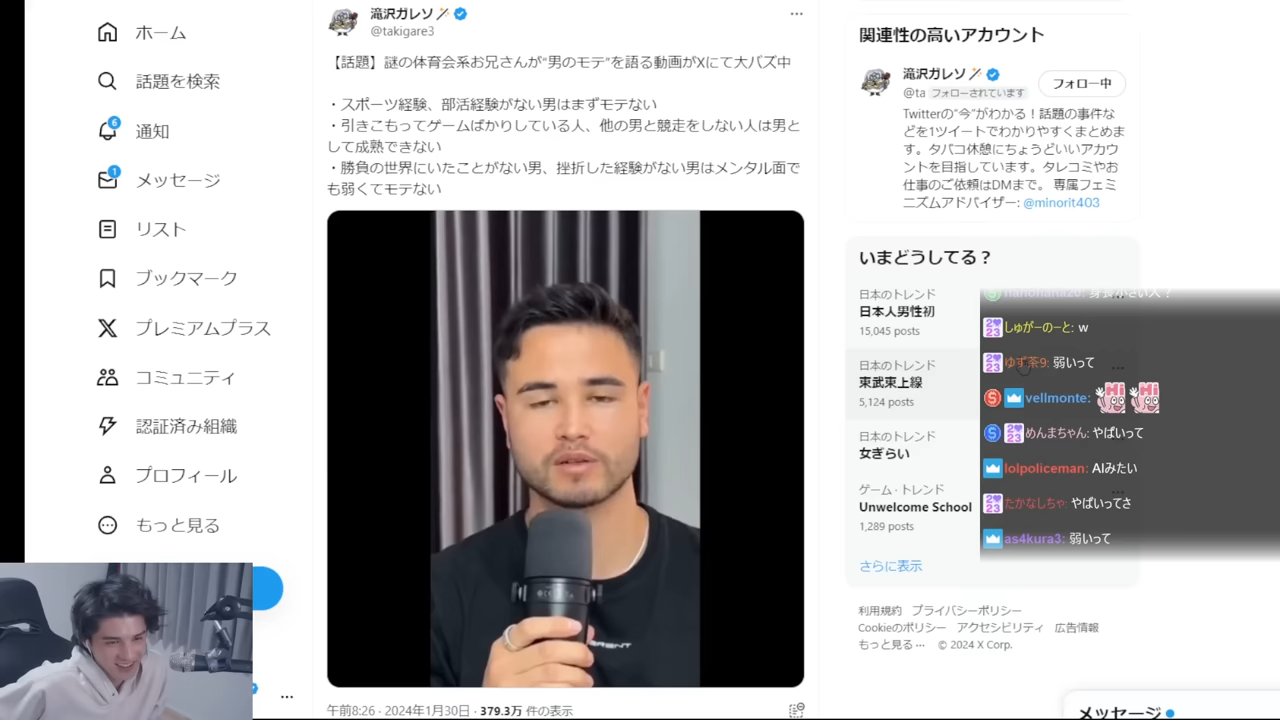 ホーム
話題を検索
6
通知
1
メッセージ
リスト
ブックマーク
プレミアムプラス
コミュニティ
認証済み組織
プロフィール
もっと見る
滝沢ガレソ
@takigare3
【話題】謎の体育会系お兄さんが“男のモテ”を語る動画がXにて大バズ中
・スポーツ経験、部活経験がない男はまずモテない
・引きこもってゲームばかりしている人、他の男と競走をしない人は男と
して成熟できない
・勝負の世界にいたことがない男、挫折した経験がない男はメンタル面で
も弱くてモテない
午前8:26 · 2024年1月30日 · 379.3万 件の表示
関連性の高いアカウント
滝沢ガレソ
@ta フォローされています
フォロー中
Twitterの“今”がわかる！話題の事件な
どを1ツイートでわかりやすくまとめま
す。タバコ休憩にちょうどいいアカウ
ントを目指しています。タレコミやお
仕事のご依頼はDMまで。 専属フェミ
ニズムアドバイザー: @minorit403
いまどうしてる？
日本のトレンド
日本人男性初
15,045 posts
日本のトレンド
東武東上線
5,124 posts
日本のトレンド
女ぎらい
ゲーム · トレンド
Unwelcome School
1,289 posts
さらに表示
しゅがーのーと: w
ゆず茶9: 弱いって
vellmonte: Hi Hi
めんまちゃん: やばいって
lolpoliceman: AIみたい
たかなしちゃ: やばいってさ
as4kura3: 弱いって
利用規約 プライバシーポリシー
Cookieのポリシー アクセシビリティ 広告情報
もっと見る ··· © 2024 X Corp.
メッセージ